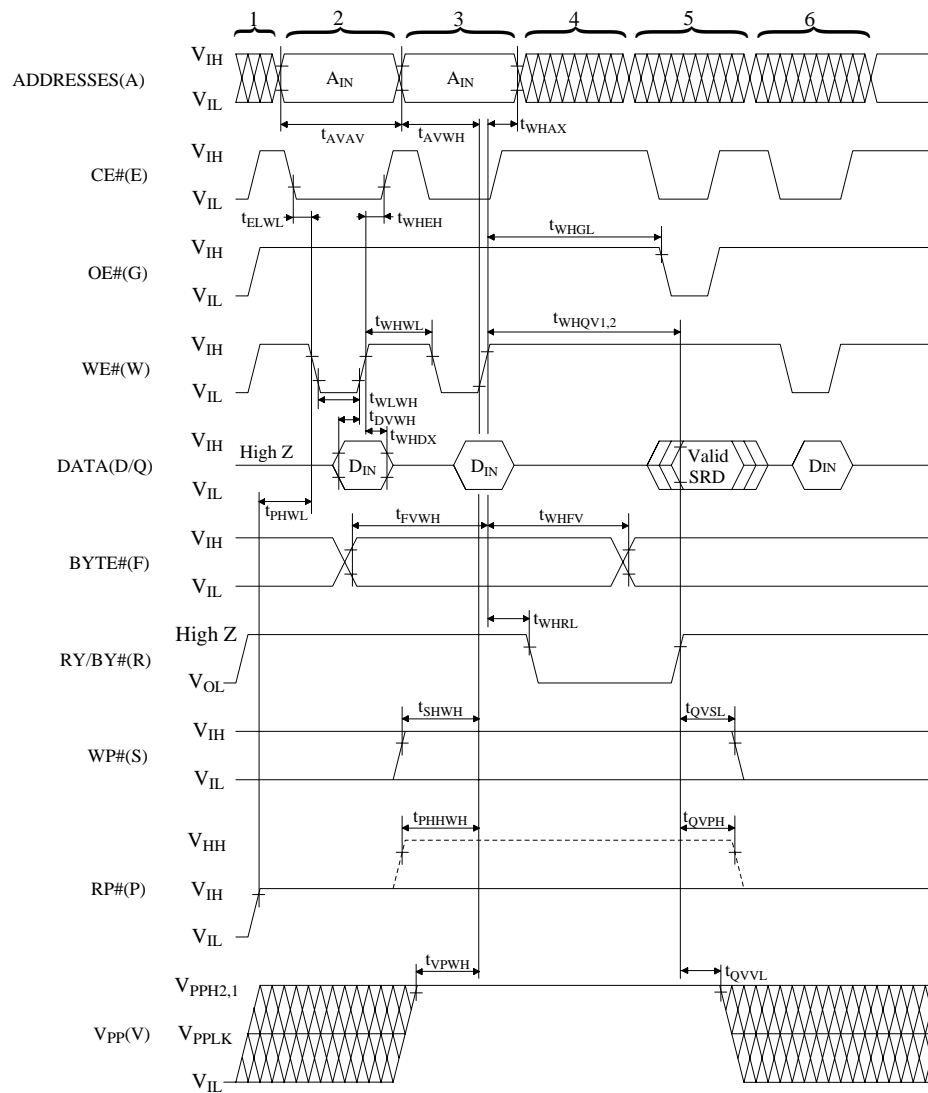 1 2 3 4 5 6
VIH
ADDRESSES(A) AIN AIN
VIL
tAVAV tAVWH tWHAX
VIH
CE#(E)
VIL
tELWL tWHEH
tWHGL
VIH
OE#(G)
VIL
tWHWL tWHQV1,2
VIH
WE#(W)
VIL
tWLWH
tDVWH
tWHDX
VIH High Z
DATA(D/Q) DIN DIN Valid SRD DIN
VIL
tPHWL
tFVWH tWHFV
VIH
BYTE#(F)
VIL
tWHRL
High Z
RY/BY#(R)
VOL
tSHWH tQVSL
VIH
WP#(S)
VIL
tPHHWH tQVPH
VHH
RP#(P) VIH
VIL
tVPWH tQVVL
VPPH2,1
VPP(V) VPPLK
VIL